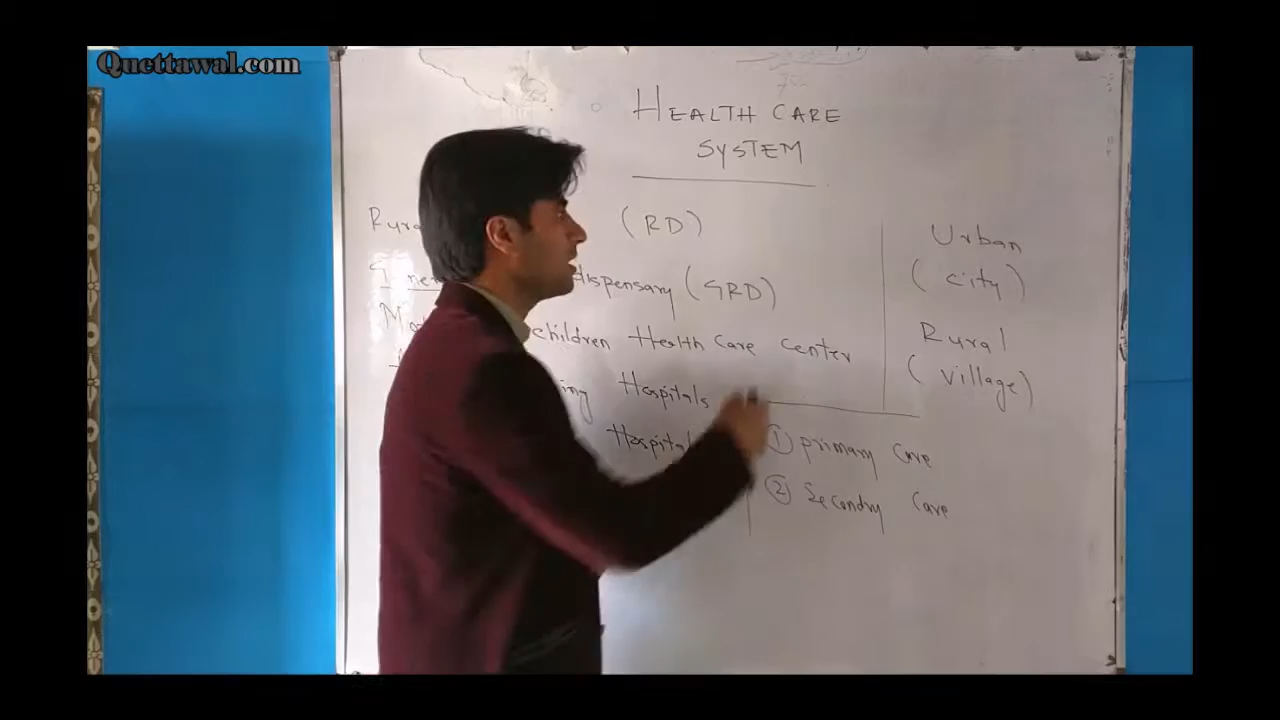 Quettawal.com
HEALTH CARE
SYSTEM
(RD)
dispensary (GRD)
children Health Care Center
Hospitals
Hospital
Urban
(city)
Rural
(village)
① primary Care
② Secondry Care